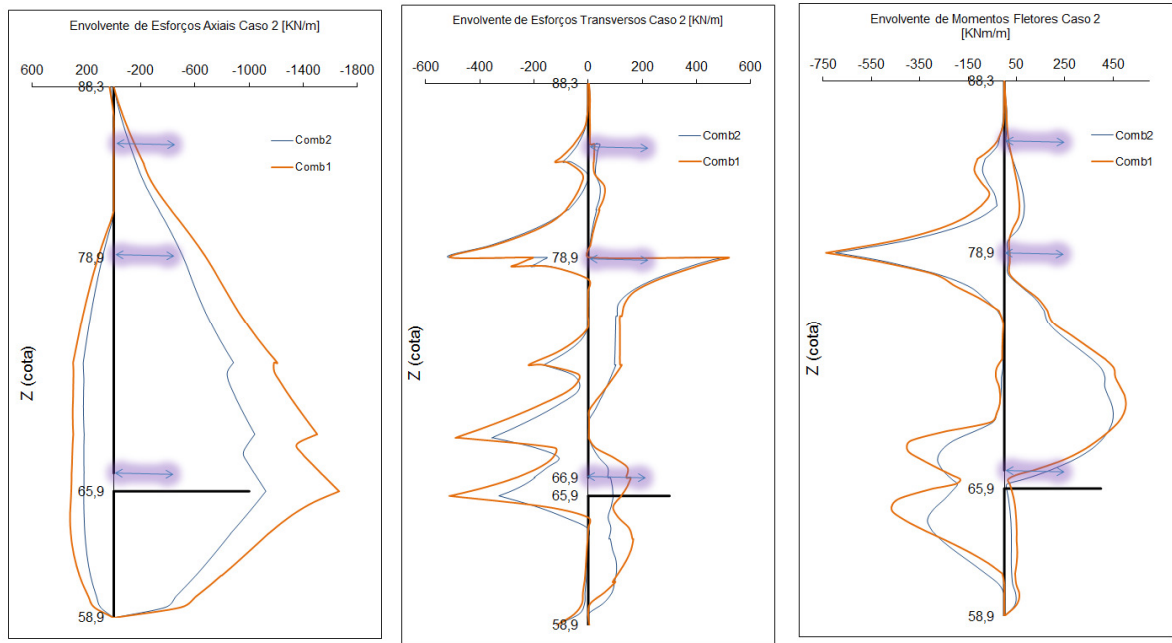 Envolvente de Esforços Axiais Caso 2 [KN/m]
600 200 -200 -600 -1000 -1400 -1800
88,3
Comb2
Comb1
78,9
Z (cota)
65,9
58,9
Envolvente de Esforços Transversos Caso 2 [KN/m]
-600 -400 -200 0 200 400 600
88,3
Comb2
Comb1
78,9
Z (cota)
66,9
65,9
58,9
Envolvente de Momentos Fletores Caso 2
[KNm/m]
-750 -550 -350 -150 50 250 450
88,3
Comb2
Comb1
78,9
Z (cota)
65,9
58,9